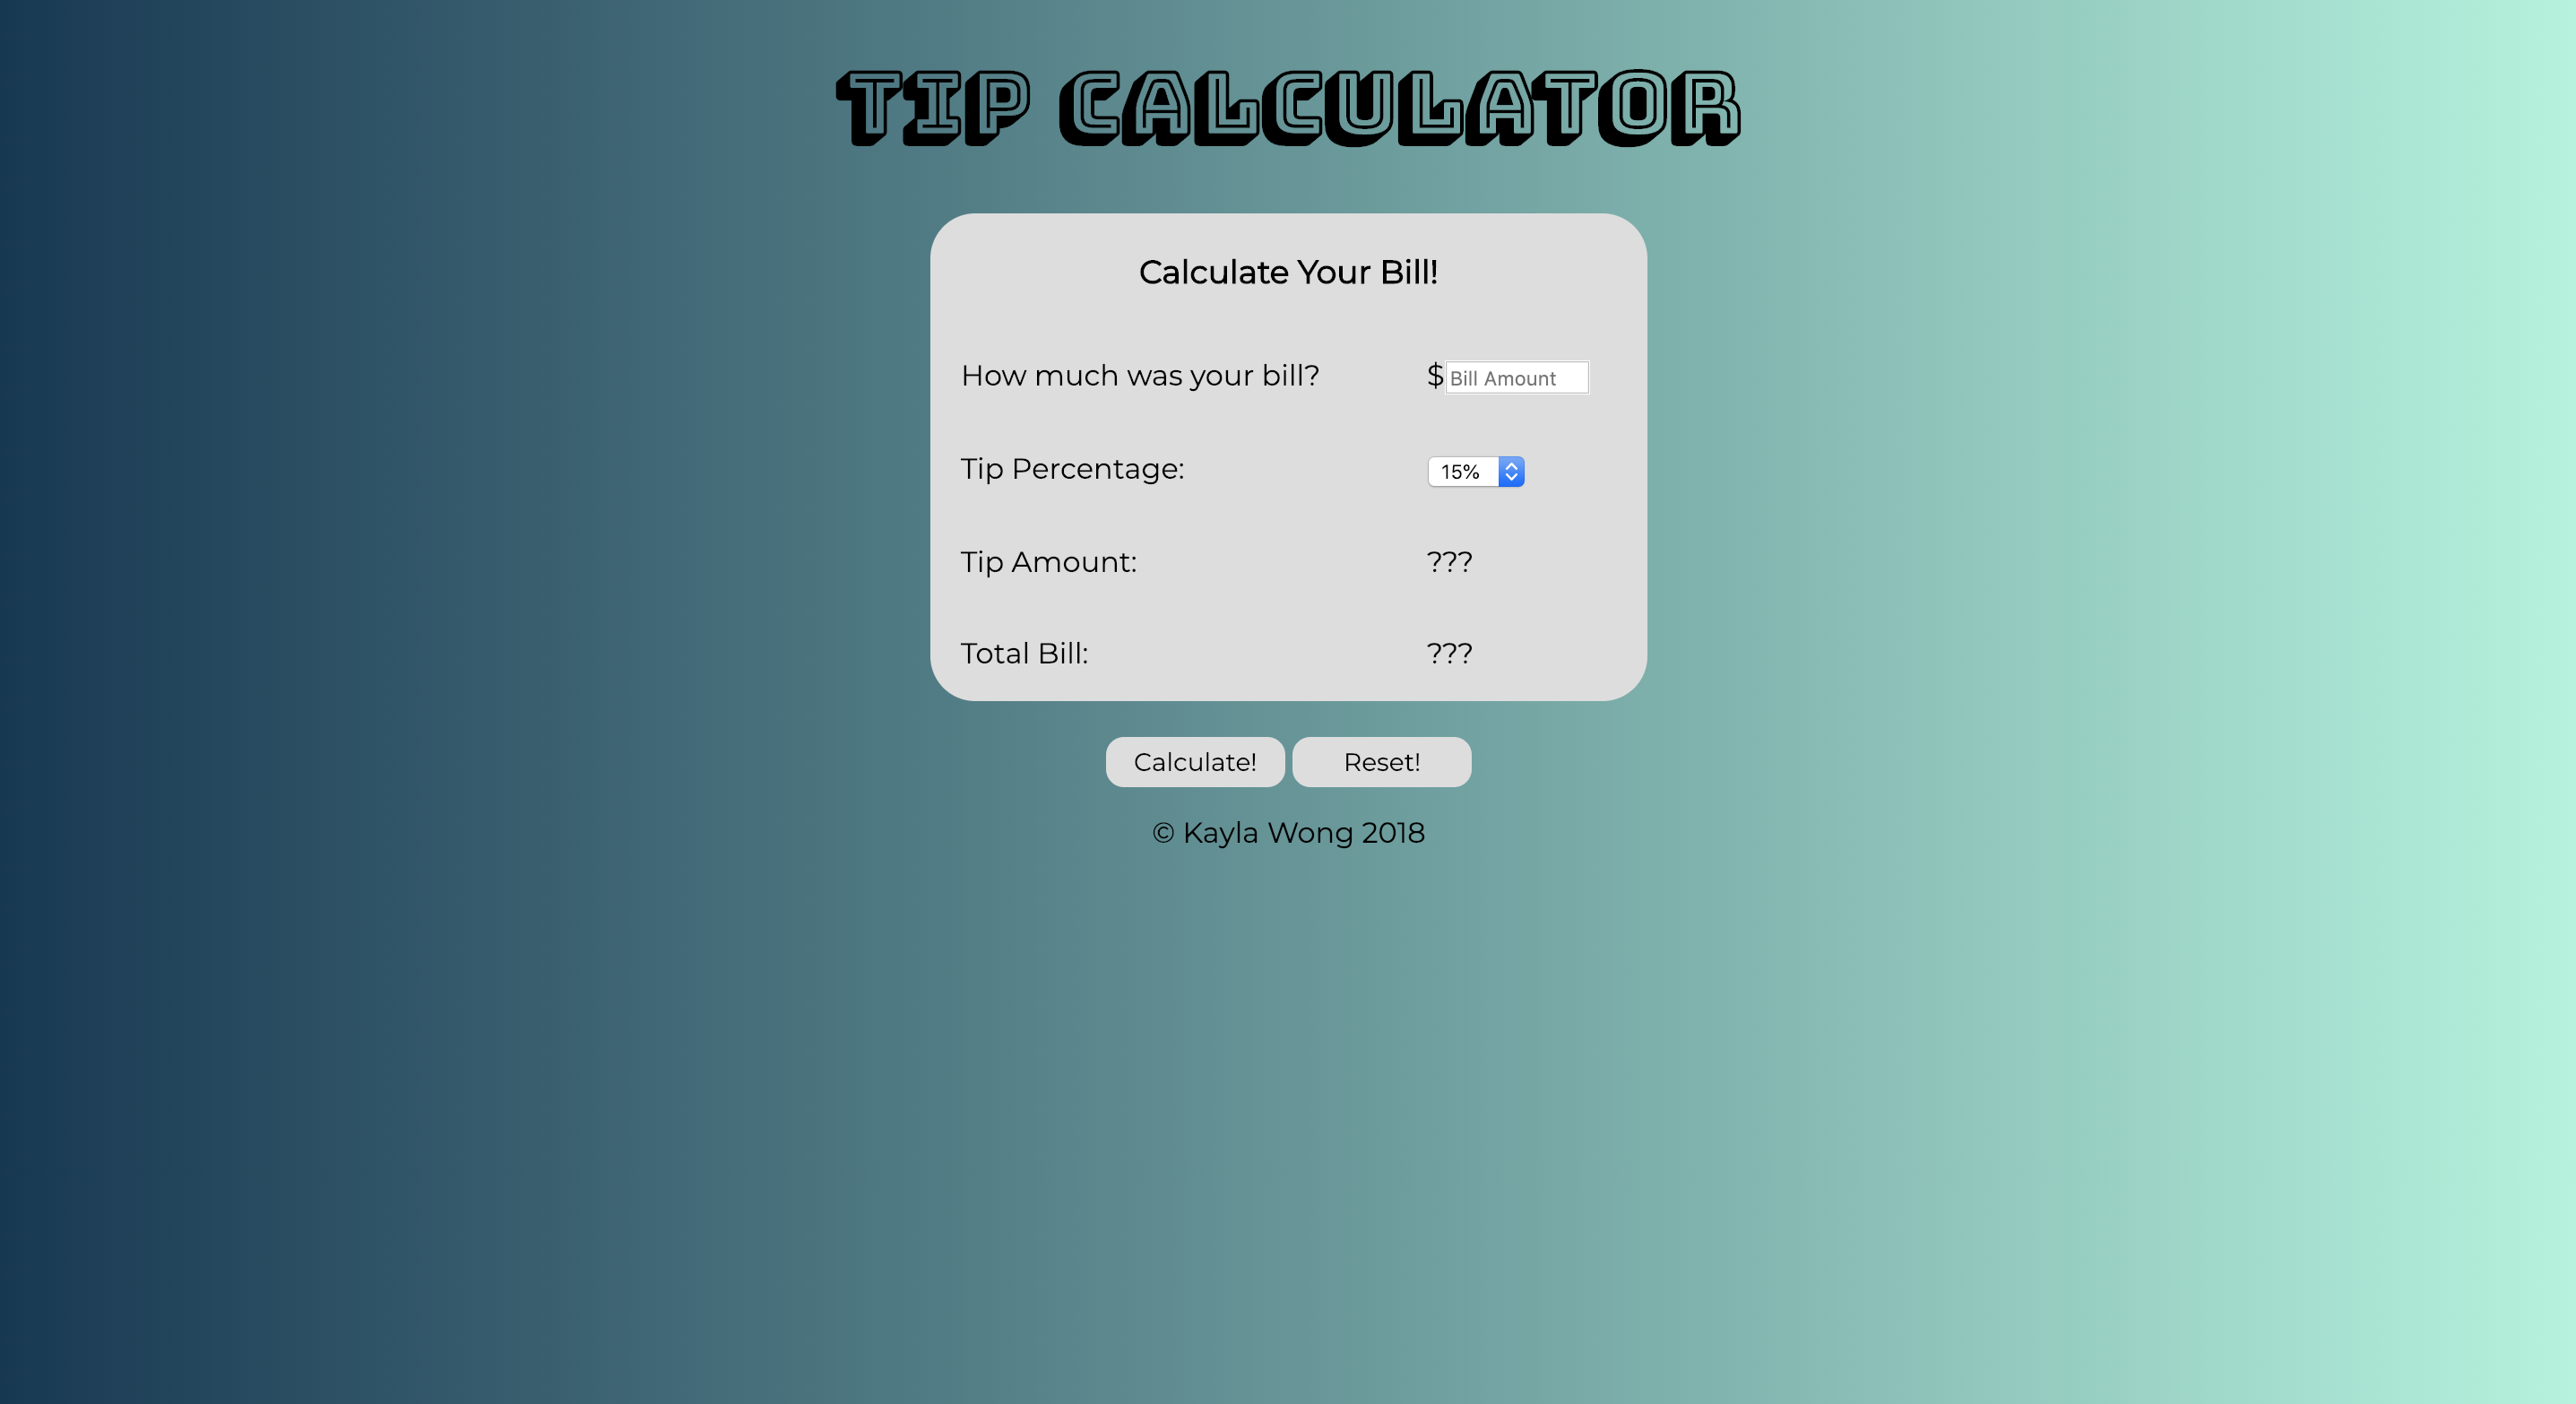 TIP CALCULATOR
Calculate Your Bill!
How much was your bill? $ Bill Amount
Tip Percentage: 15%
Tip Amount: ???
Total Bill: ???
Calculate! Reset!
© Kayla Wong 2018